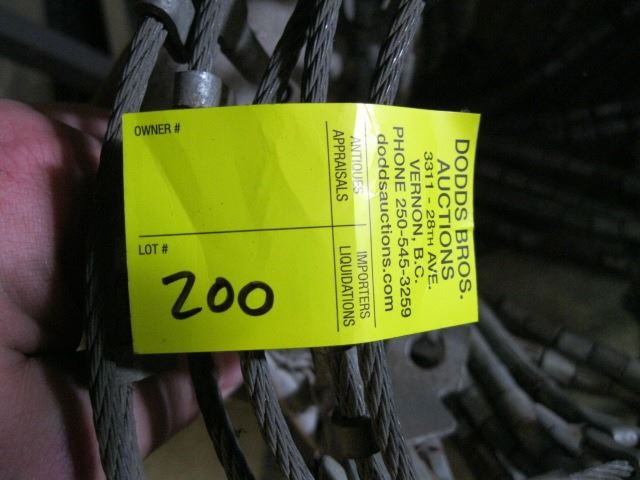 DODDS BROS.
AUCTIONS
3311 - 28TH AVE.
VERNON, B.C.
PHONE 250-545-3259
doddsauctions.com
ANTIQUES IMPORTERS
APPRAISALS LIQUIDATIONS
OWNER #
LOT #
200